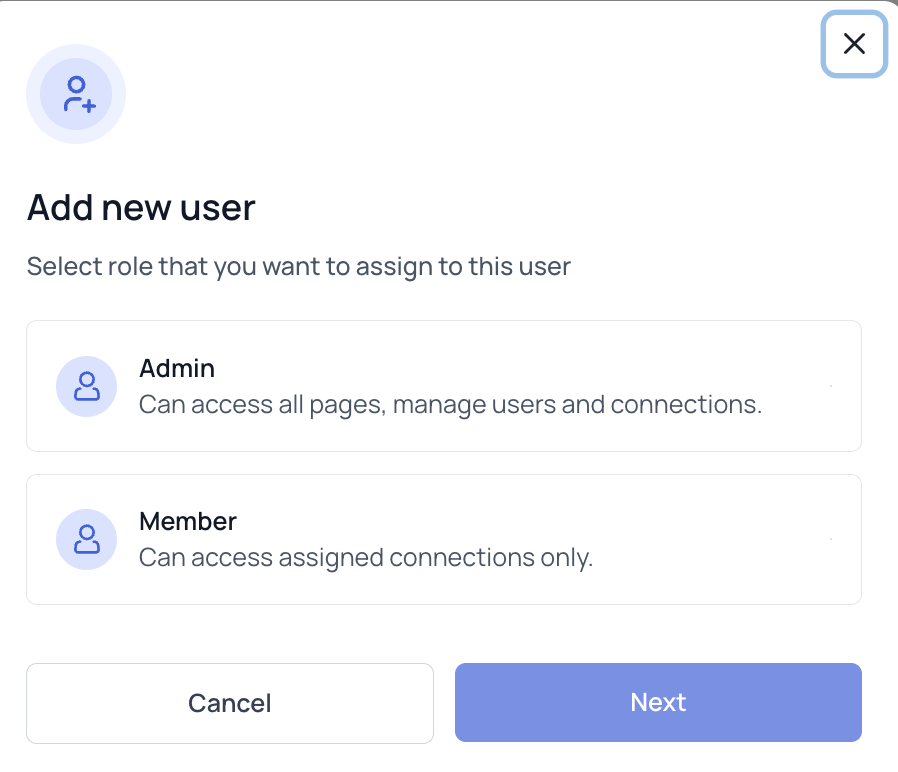 Add new user
Select role that you want to assign to this user
Admin
Can access all pages, manage users and connections.
Member
Can access assigned connections only.
Cancel
Next